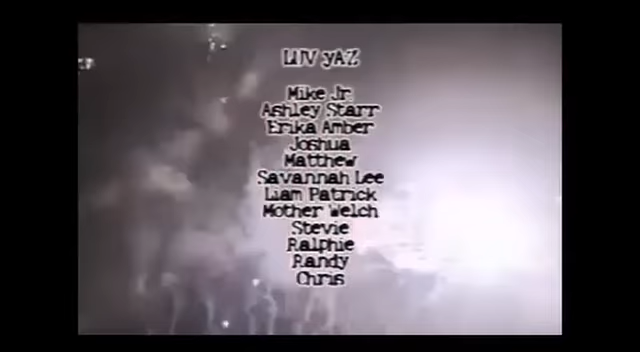 LUV yAZ
Mike Jr.
Ashley Starr
Erika Amber
Joshua
Matthew
Savannah Lee
Liam Patrick
Mother Welch
Stevie
Ralphie
Randy
Chris